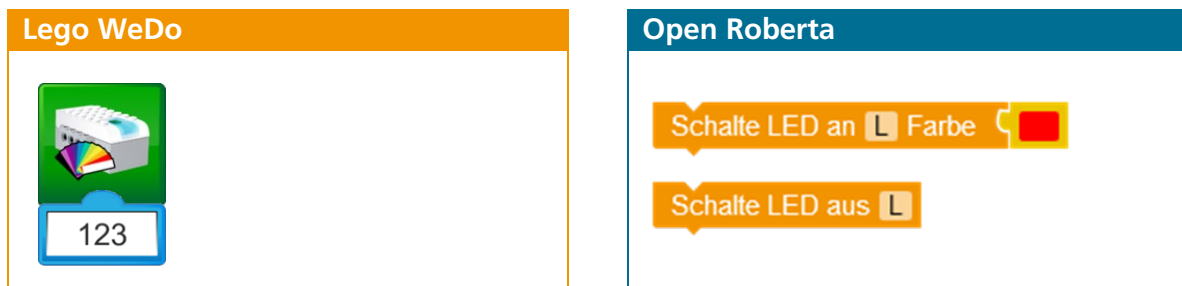 Lego WeDo
123
Open Roberta
Schalte LED an L Farbe
Schalte LED aus L